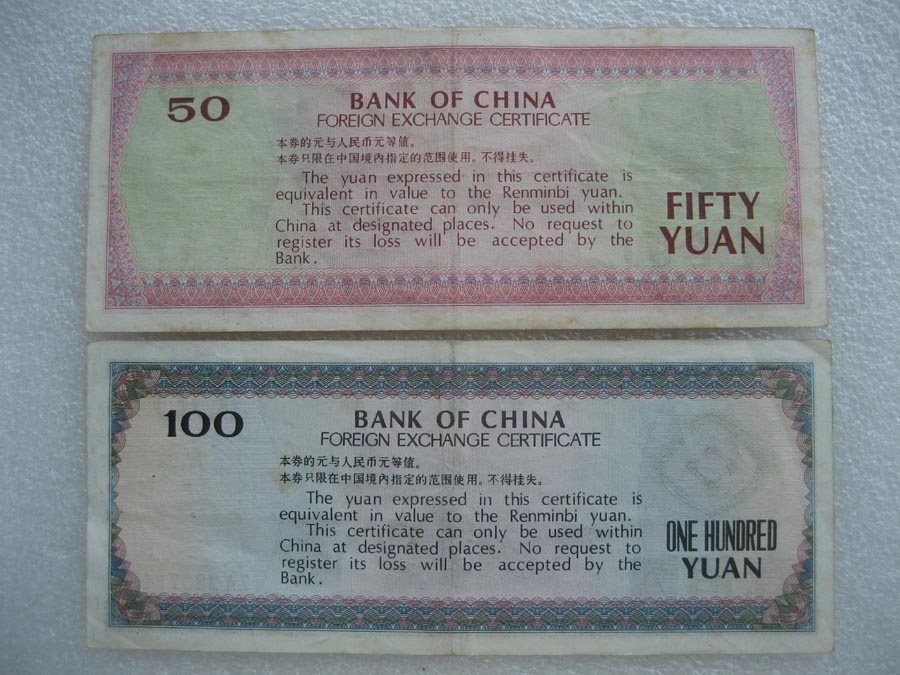 50
BANK OF CHINA
FOREIGN EXCHANGE CERTIFICATE
本券的元与人民币元等值。
本券只限在中国境内指定的范围使用。不得挂失。
The yuan expressed in this certificate is
equivalent in value to the Renminbi yuan.
This certificate can only be used within
China at designated places. No request to
register its loss will be accepted by the
Bank.
FIFTY
YUAN
100
BANK OF CHINA
FOREIGN EXCHANGE CERTIFICATE
本券的元与人民币元等值。
本券只限在中国境内指定的范围使用。不得挂失。
The yuan expressed in this certificate is
equivalent in value to the Renminbi yuan.
This certificate can only be used within
China at designated places. No request to
register its loss will be accepted by the
Bank.
ONE HUNDRED
YUAN